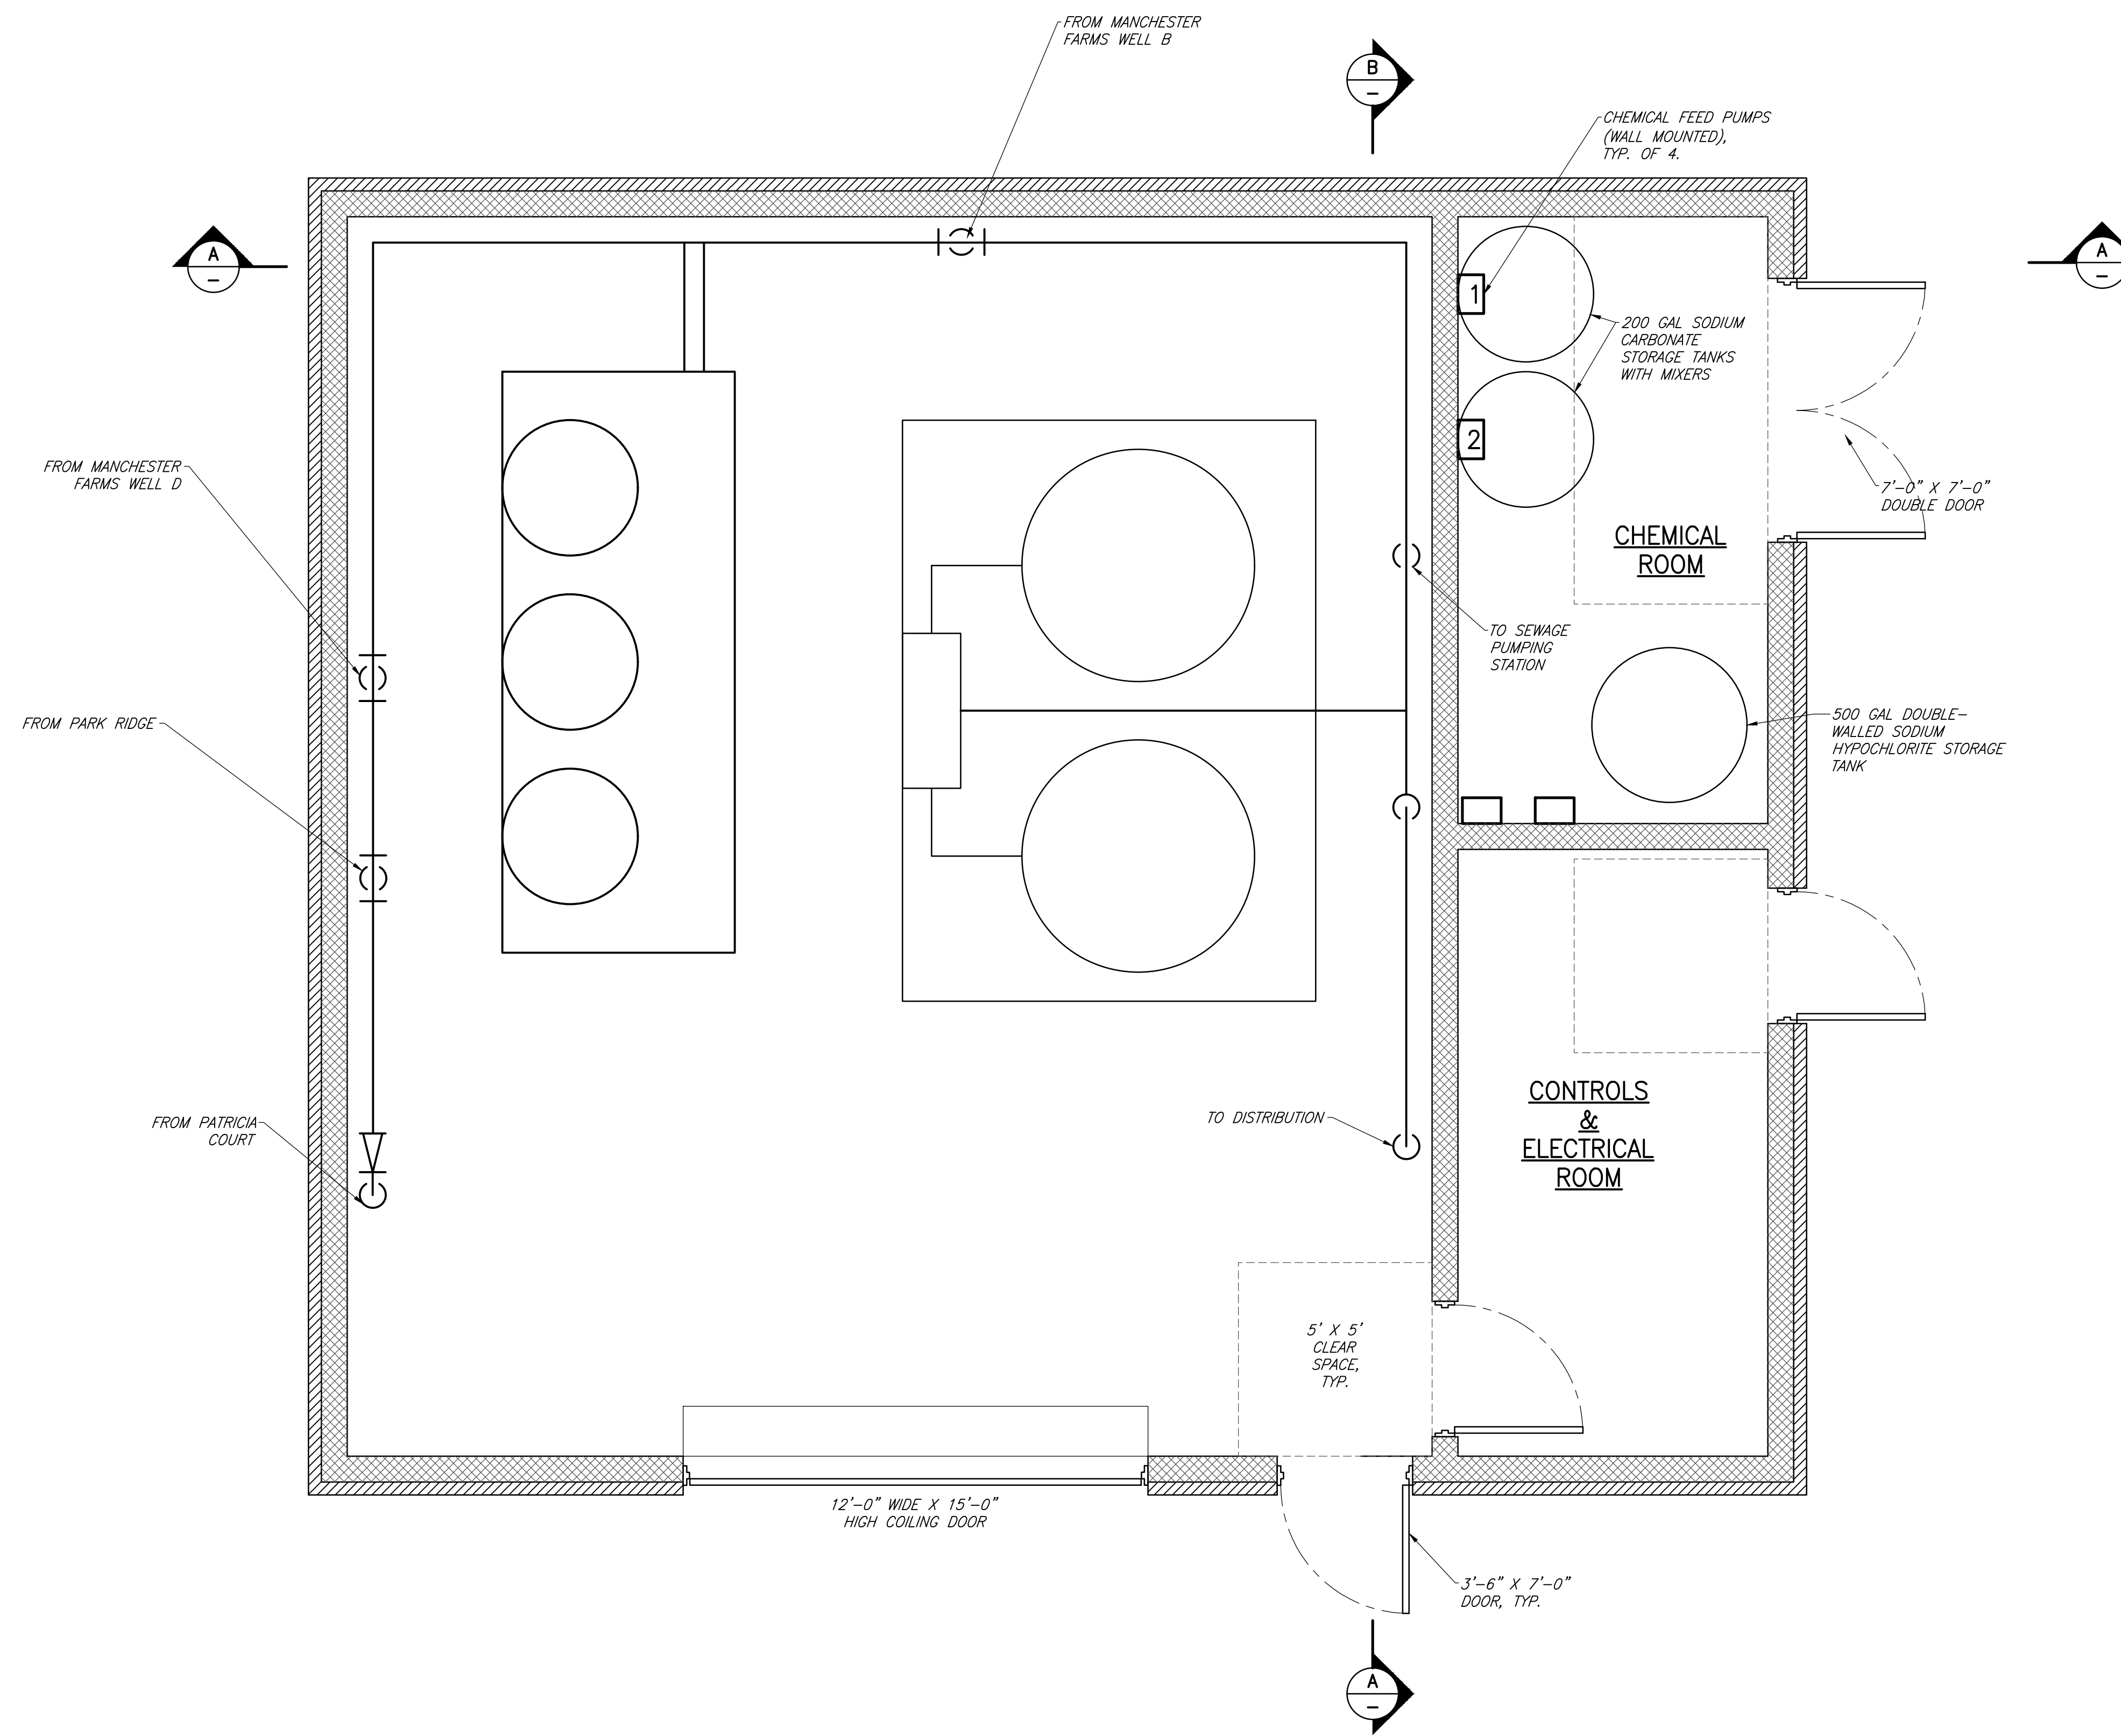 FROM MANCHESTER
FARMS WELL B
B
–
CHEMICAL FEED PUMPS
(WALL MOUNTED),
TYP. OF 4.
A
–
A
–
1
200 GAL SODIUM
CARBONATE
STORAGE TANKS
WITH MIXERS
2
FROM MANCHESTER
FARMS WELL D
7'-0" X 7'-0"
DOUBLE DOOR
CHEMICAL
ROOM
TO SEWAGE
PUMPING
STATION
FROM PARK RIDGE
500 GAL DOUBLE-
WALLED SODIUM
HYPOCHLORITE STORAGE
TANK
CONTROLS
&
ELECTRICAL
ROOM
FROM PATRICIA
COURT
TO DISTRIBUTION
5' X 5'
CLEAR
SPACE,
TYP.
12'-0" WIDE X 15'-0"
HIGH COILING DOOR
3'-6" X 7'-0"
DOOR, TYP.
A
–